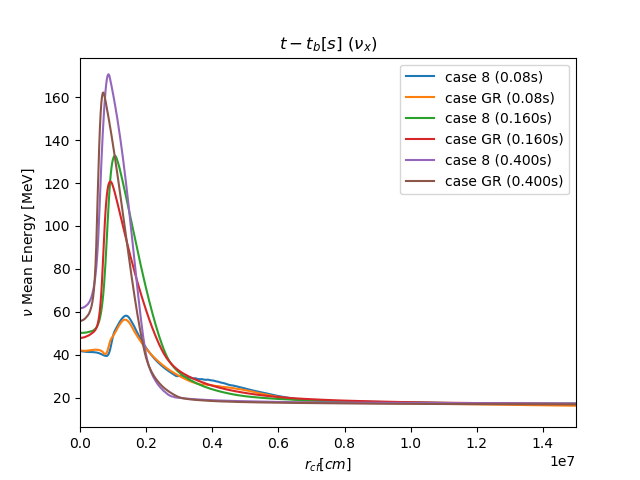 t − t_b[s] (ν_x)
case 8 (0.08s)
case GR (0.08s)
case 8 (0.160s)
case GR (0.160s)
case 8 (0.400s)
case GR (0.400s)
ν Mean Energy [MeV]
160
140
120
100
80
60
40
20
0.0 0.2 0.4 0.6 0.8 1.0 1.2 1.4
1e7
r_cf[cm]